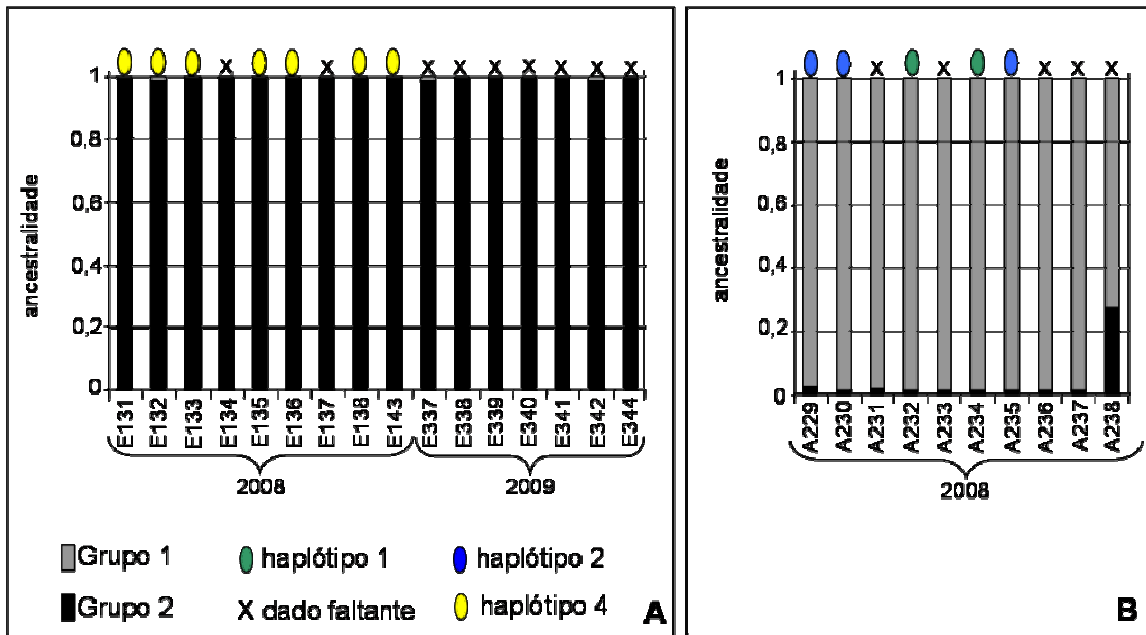 X X X X X X X X X
1
0,8
0,6
0,4
0,2
0
ancestralidade
E131 E132 E133 E134 E135 E136 E137 E138 E143 E337 E338 E339 E340 E341 E342 E344
2008 2009
Grupo 1 haplótipo 1 haplótipo 2
Grupo 2 X dado faltante haplótipo 4
A
X X X X X
1
0,8
0,6
0,4
0,2
0
ancestralidade
A229 A230 A231 A232 A233 A234 A235 A236 A237 A238
2008
B